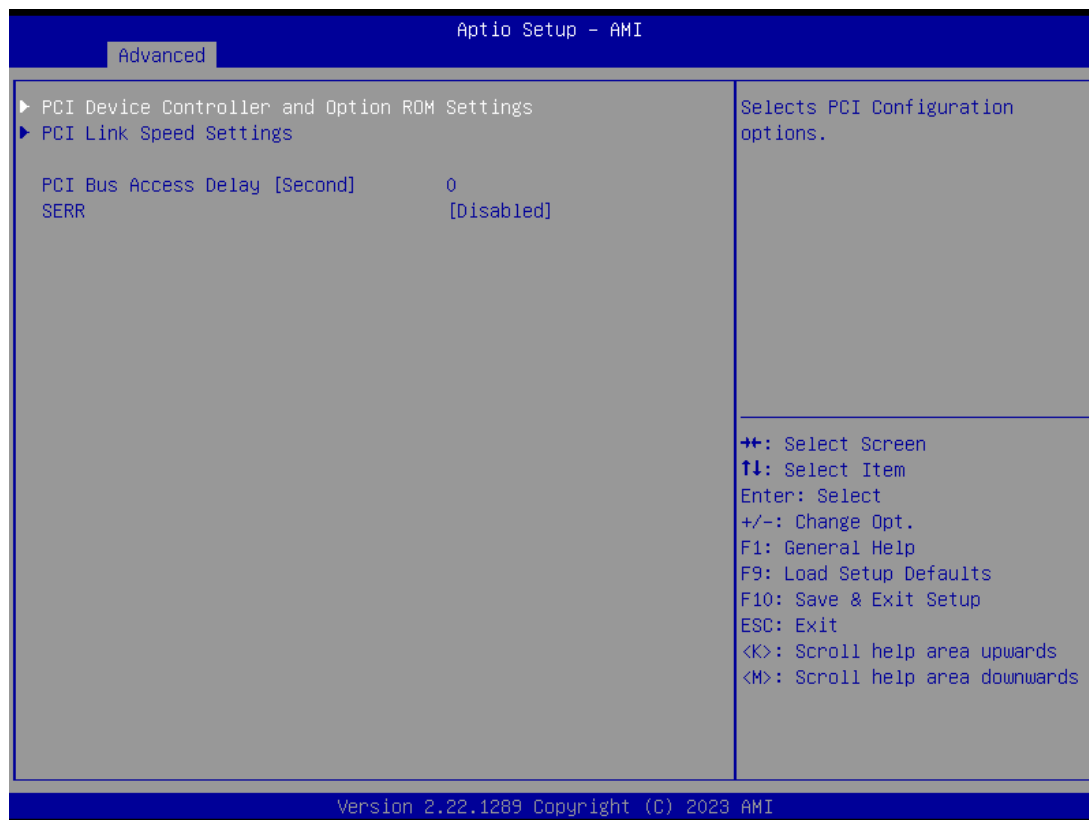 Aptio Setup – AMI
Advanced
PCI Device Controller and Option ROM Settings
PCI Link Speed Settings
PCI Bus Access Delay [Second] 0
SERR [Disabled]
Selects PCI Configuration
options.
→←: Select Screen
↑↓: Select Item
Enter: Select
+/-: Change Opt.
F1: General Help
F9: Load Setup Defaults
F10: Save & Exit Setup
ESC: Exit
<K>: Scroll help area upwards
<M>: Scroll help area downwards
Version 2.22.1289 Copyright (C) 2023 AMI